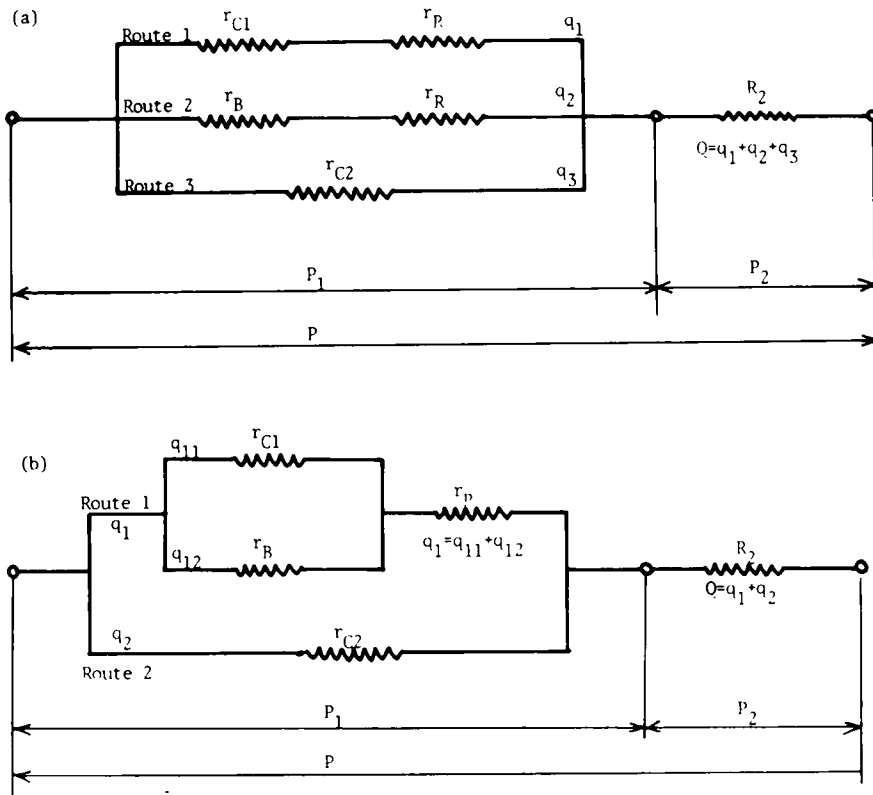 (a)
Route 1 r_C1 r_R q_1
Route 2 r_B r_R q_2
Route 3 r_C2 q_3
R_2
Q=q_1+q_2+q_3
P_1 P_2
P
(b)
q_11 r_C1
Route 1
q_1
q_12 r_B
q_1=q_11+q_12
R_2
Q=q_1+q_2
q_2 r_C2
Route 2
P_1 P_2
P